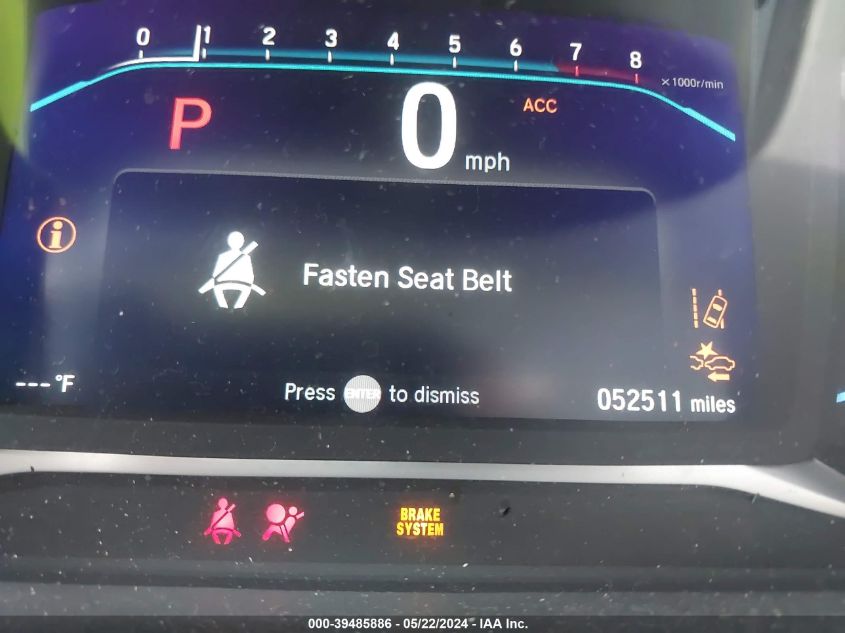 0 1 2 3 4 5 6 7 8
x1000r/min
P 0 mph ACC
i
Fasten Seat Belt
---°F
Press ENTER to dismiss
052511 miles
BRAKE
SYSTEM
000-39485886 - 05/22/2024 - IAA Inc.